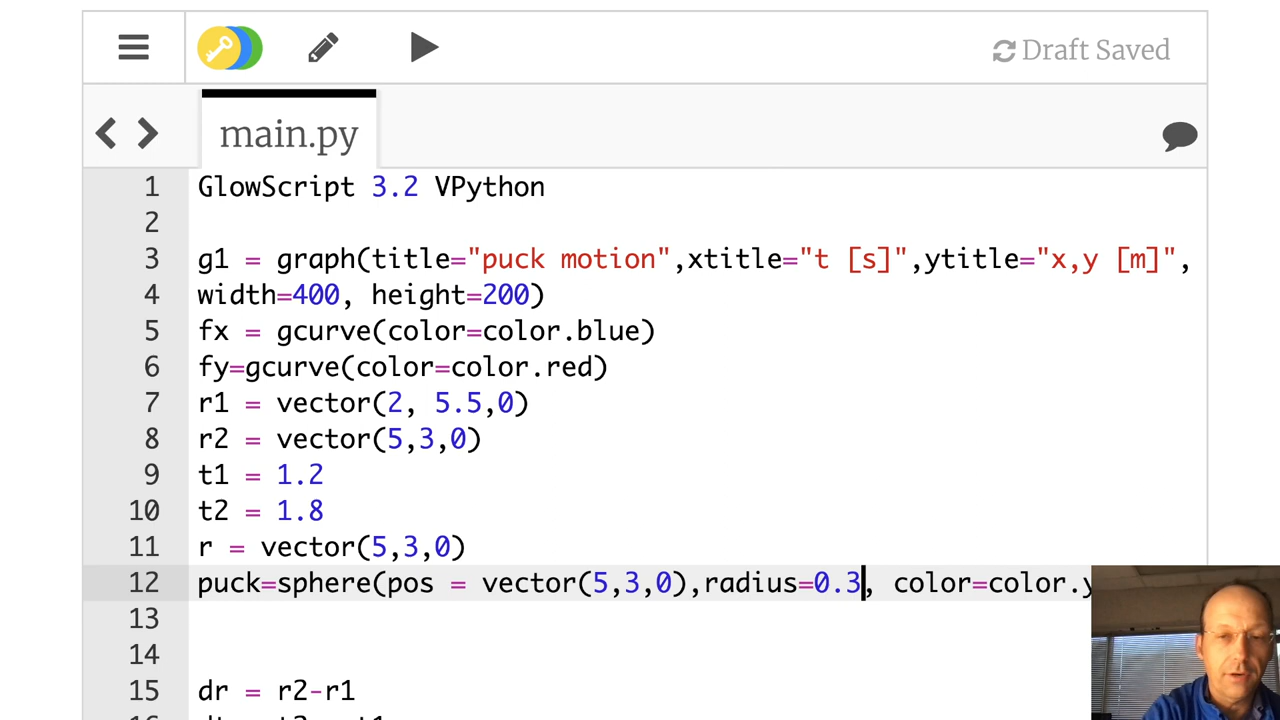 Draft Saved
main.py
1 GlowScript 3.2 VPython
2
3 g1 = graph(title="puck motion",xtitle="t [s]",ytitle="x,y [m]",
4 width=400, height=200)
5 fx = gcurve(color=color.blue)
6 fy=gcurve(color=color.red)
7 r1 = vector(2, 5.5,0)
8 r2 = vector(5,3,0)
9 t1 = 1.2
10 t2 = 1.8
11 r = vector(5,3,0)
12 puck=sphere(pos = vector(5,3,0),radius=0.3, color=color.y
13
14
15 dr = r2-r1